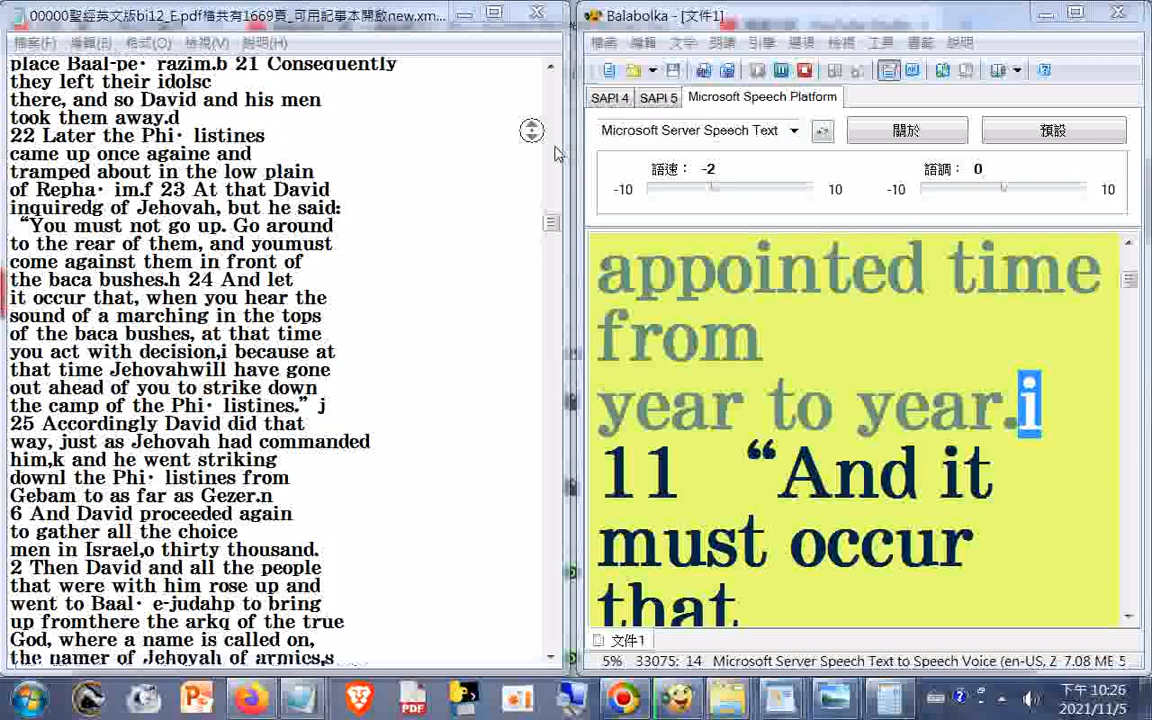 00000聖經英文版bi12_E.pdf檔共有1669頁_可用記事本開啟new.xm...
檔案(F) 編輯(E) 格式(O) 檢視(V) 說明(H)
place Baal-pe· razim.b 21 Consequently
they left their idolsc
there, and so David and his men
took them away.d
22 Later the Phi· listines
came up once againe and
tramped about in the low plain
of Repha· im.f 23 At that David
inquiredg of Jehovah, but he said:
“You must not go up. Go around
to the rear of them, and youmust
come against them in front of
the baca bushes.h 24 And let
it occur that, when you hear the
sound of a marching in the tops
of the baca bushes, at that time
you act with decision,i because at
that time Jehovahwill have gone
out ahead of you to strike down
the camp of the Phi· listines.” j
25 Accordingly David did that
way, just as Jehovah had commanded
him,k and he went striking
downl the Phi· listines from
Gebam to as far as Gezer.n
6 And David proceeded again
to gather all the choice
men in Israel,o thirty thousand.
2 Then David and all the people
that were with him rose up and
went to Baal· e-judahp to bring
up fromthere the arkq of the true
God, where a name is called on,
the namer of Jehovah of armies,s
Balabolka - [文件1]
檔案 編輯 文字 朗讀 引擎 選項 檢視 工具 書籤 說明
SAPI 4 SAPI 5 Microsoft Speech Platform
Microsoft Server Speech Text 關於 預設
語速： -2 語調： 0
-10 10 -10 10
appointed time
from
year to year.i
11 “And it
must occur
that
文件1
5% 33075: 14 Microsoft Server Speech Text to Speech Voice (en-US, Z 7.08 MB 5
PDF
下午 10:26
2021/11/5